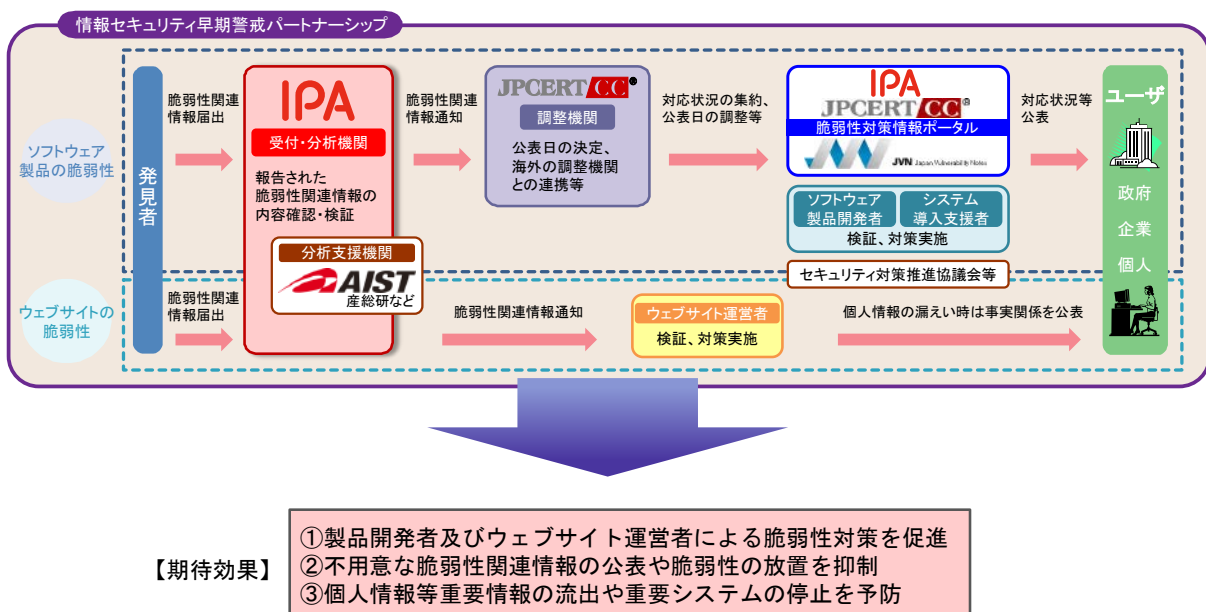 情報セキュリティ早期警戒パートナーシップ
ソフトウェア
製品の脆弱性
発見者
脆弱性関連
情報届出
IPA
受付・分析機関
報告された
脆弱性関連情報の
内容確認・検証
分析支援機関
AIST
産総研など
脆弱性関連
情報通知
JPCERT CC®
調整機関
公表日の決定、
海外の調整機関
との連携等
対応状況の集約、
公表日の調整等
IPA
JPCERT CC®
脆弱性対策情報ポータル
JVN Japan Vulnerability Notes
ソフトウェア
製品開発者
システム
導入支援者
検証、対策実施
セキュリティ対策推進協議会等
対応状況等
公表
ユーザ
政府
企業
個人
ウェブサイトの
脆弱性
脆弱性関連
情報届出
脆弱性関連情報通知
ウェブサイト運営者
検証、対策実施
個人情報の漏えい時は事実関係を公表
【期待効果】
①製品開発者及びウェブサイト運営者による脆弱性対策を促進
②不用意な脆弱性関連情報の公表や脆弱性の放置を抑制
③個人情報等重要情報の流出や重要システムの停止を予防